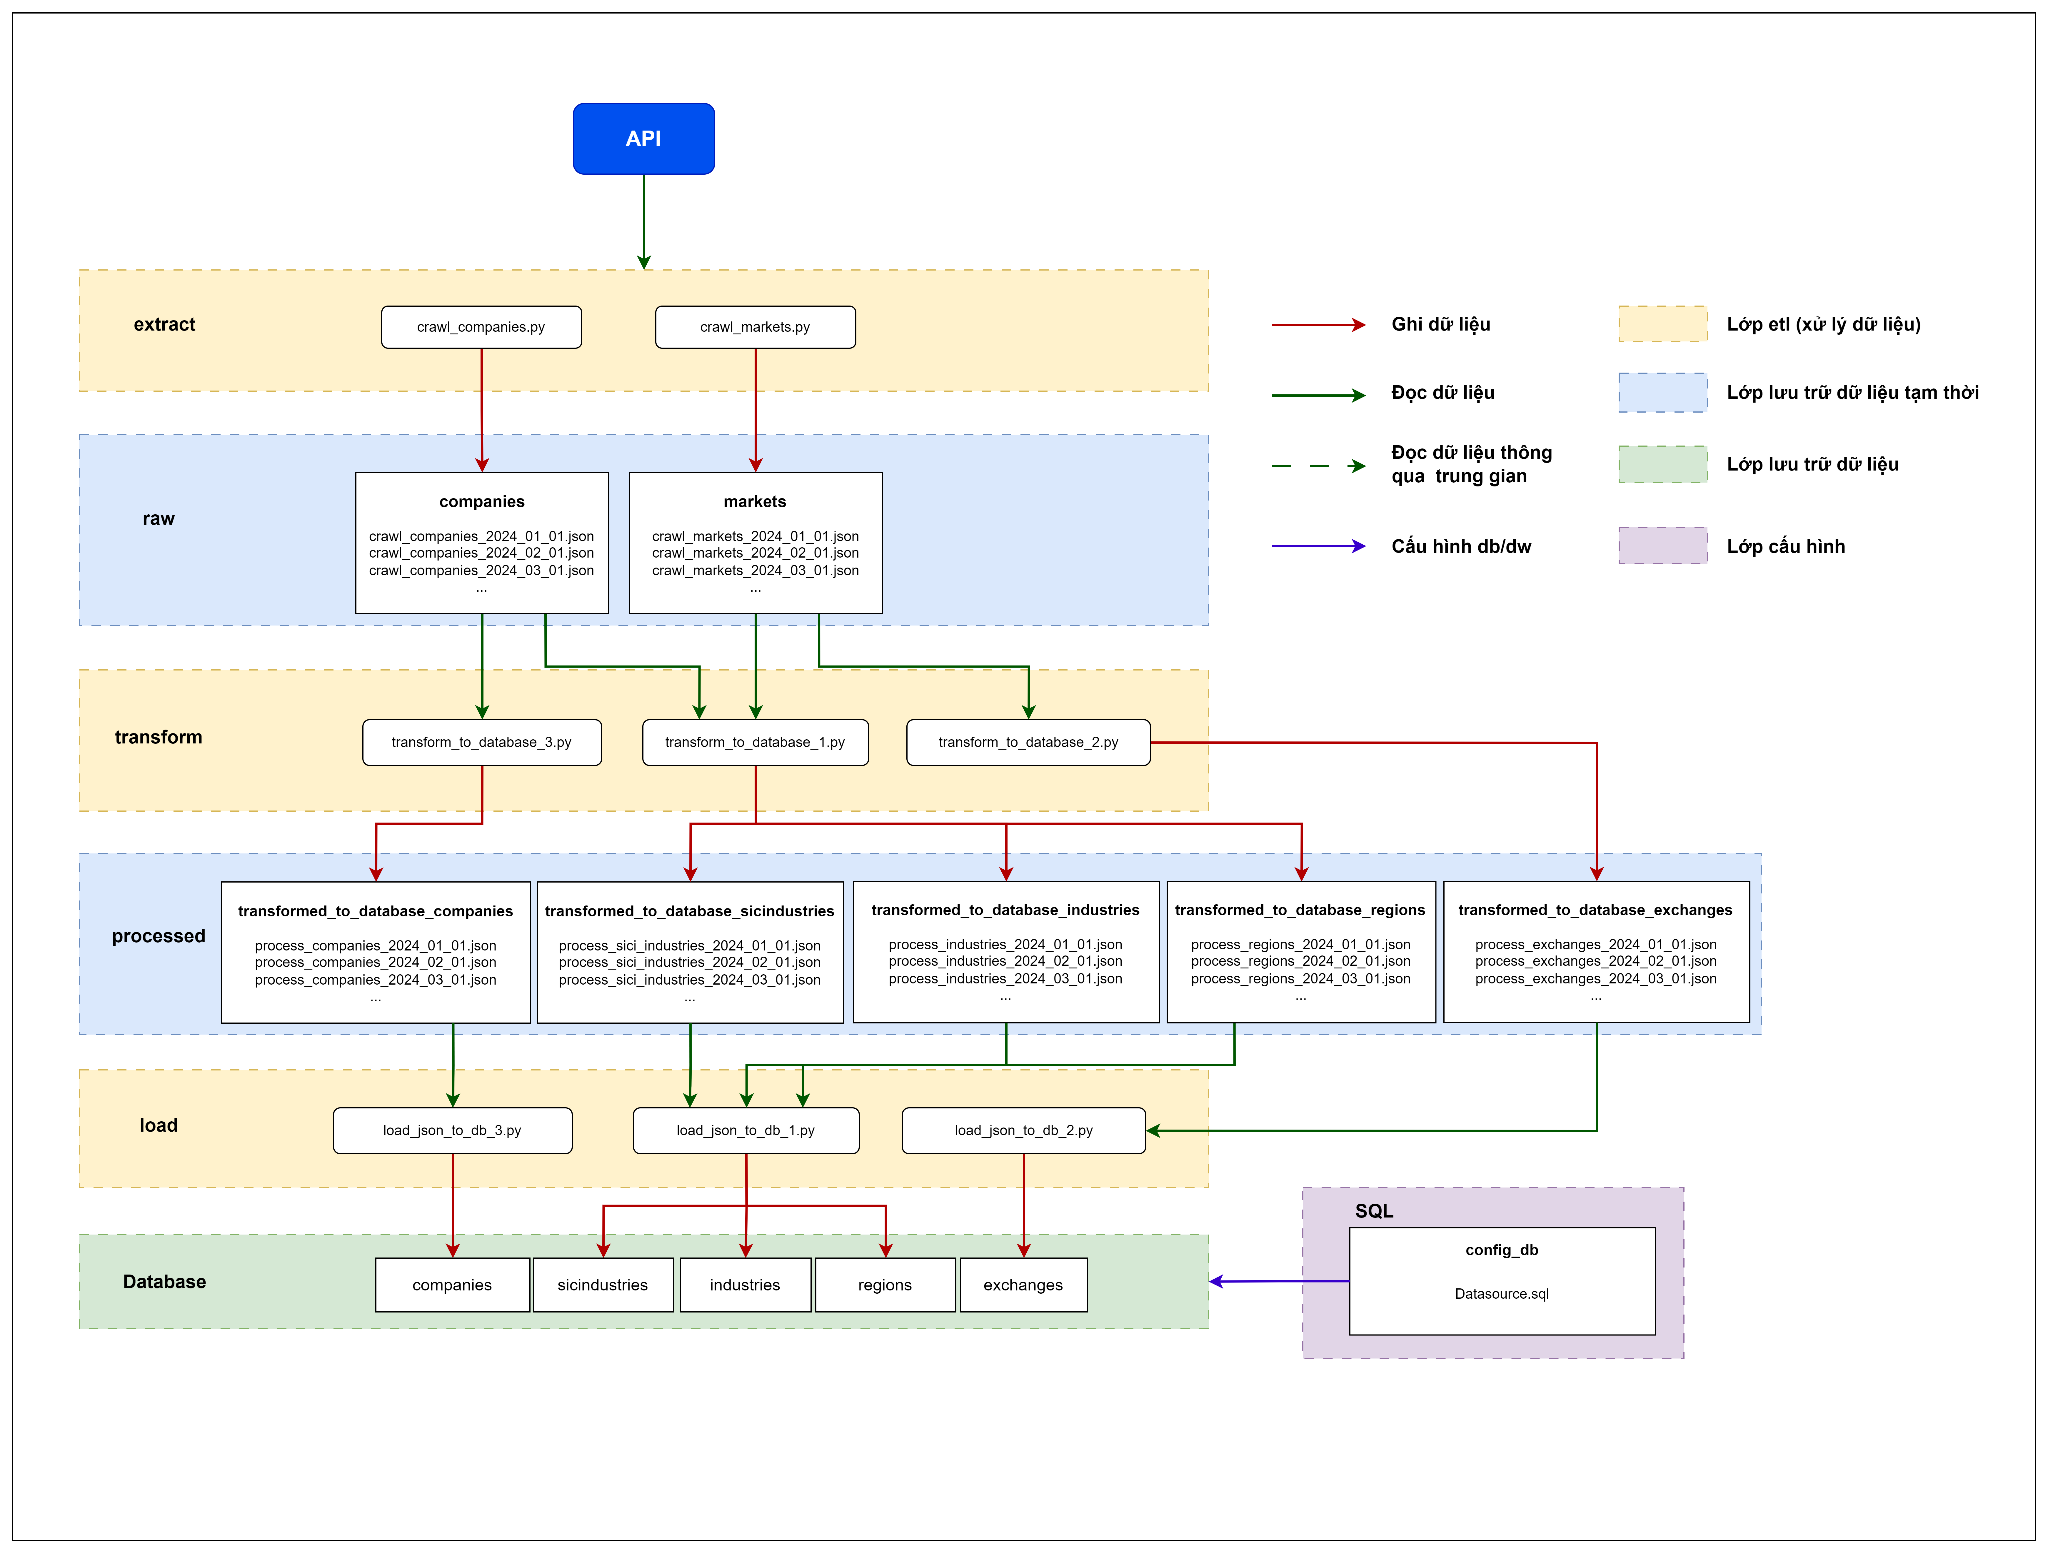 API
extract
crawl_companies.py
crawl_markets.py
Ghi dữ liệu
Lớp etl (xử lý dữ liệu)
Đọc dữ liệu
Lớp lưu trữ dữ liệu tạm thời
Đọc dữ liệu thông
qua trung gian
Lớp lưu trữ dữ liệu
Cấu hình db/dw
Lớp cấu hình
raw
companies
crawl_companies_2024_01_01.json
crawl_companies_2024_02_01.json
crawl_companies_2024_03_01.json
...
markets
crawl_markets_2024_01_01.json
crawl_markets_2024_02_01.json
crawl_markets_2024_03_01.json
...
transform
transform_to_database_3.py
transform_to_database_1.py
transform_to_database_2.py
processed
transformed_to_database_companies
process_companies_2024_01_01.json
process_companies_2024_02_01.json
process_companies_2024_03_01.json
...
transformed_to_database_sicindustries
process_sici_industries_2024_01_01.json
process_sici_industries_2024_02_01.json
process_sici_industries_2024_03_01.json
...
transformed_to_database_industries
process_industries_2024_01_01.json
process_industries_2024_02_01.json
process_industries_2024_03_01.json
...
transformed_to_database_regions
process_regions_2024_01_01.json
process_regions_2024_02_01.json
process_regions_2024_03_01.json
...
transformed_to_database_exchanges
process_exchanges_2024_01_01.json
process_exchanges_2024_02_01.json
process_exchanges_2024_03_01.json
...
load
load_json_to_db_3.py
load_json_to_db_1.py
load_json_to_db_2.py
Database
companies
sicindustries
industries
regions
exchanges
SQL
config_db
Datasource.sql